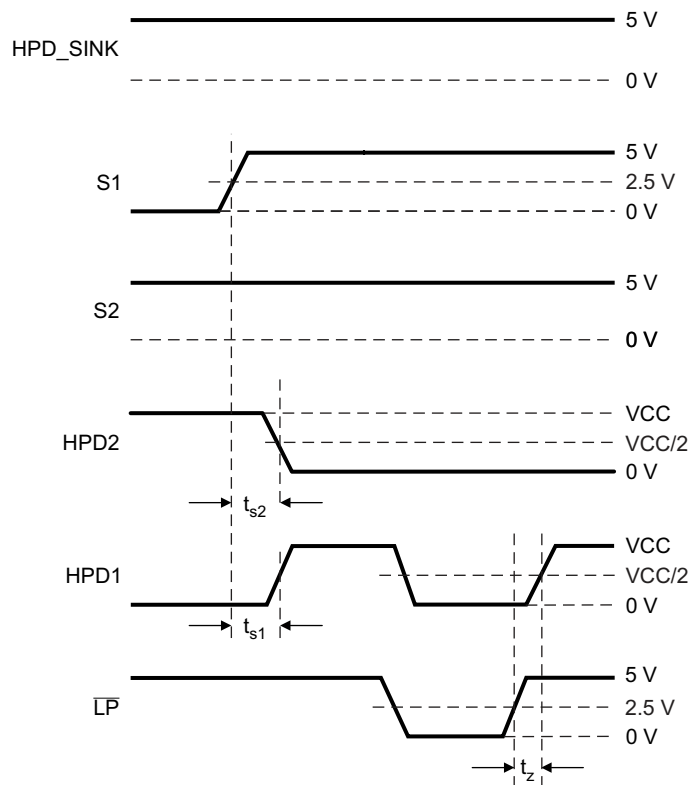 HPD_SINK
5 V
0 V
S1
5 V
2.5 V
0 V
S2
5 V
0 V
HPD2
VCC
VCC/2
0 V
ts2
HPD1
VCC
VCC/2
0 V
ts1
LP
5 V
2.5 V
0 V
tz